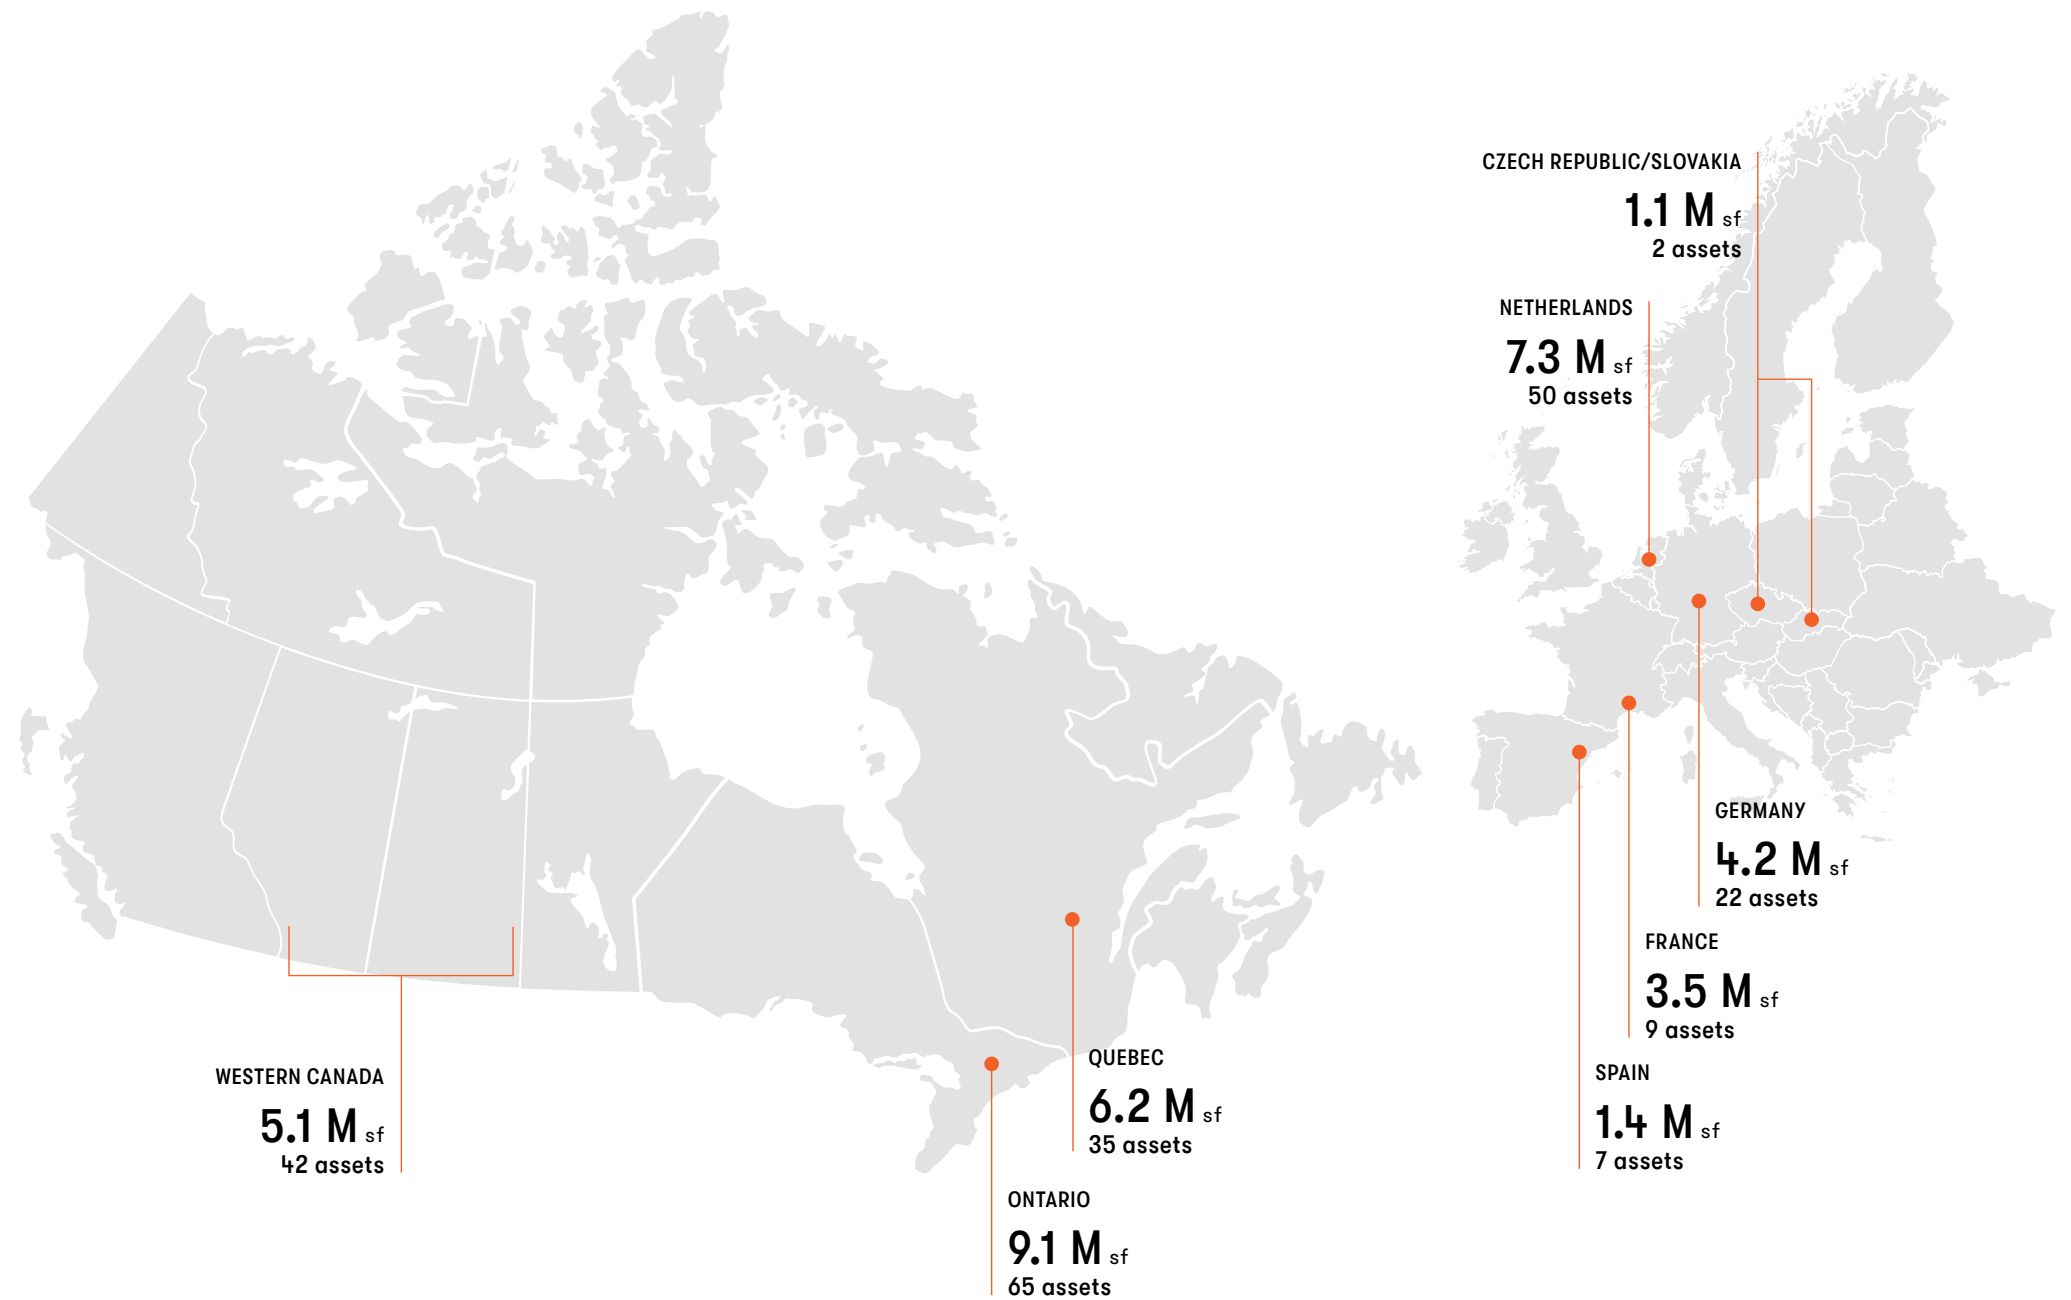 CZECH REPUBLIC/SLOVAKIA
1.1 M sf
2 assets
NETHERLANDS
7.3 M sf
50 assets
GERMANY
4.2 M sf
22 assets
FRANCE
3.5 M sf
9 assets
SPAIN
1.4 M sf
7 assets
WESTERN CANADA
5.1 M sf
42 assets
QUEBEC
6.2 M sf
35 assets
ONTARIO
9.1 M sf
65 assets